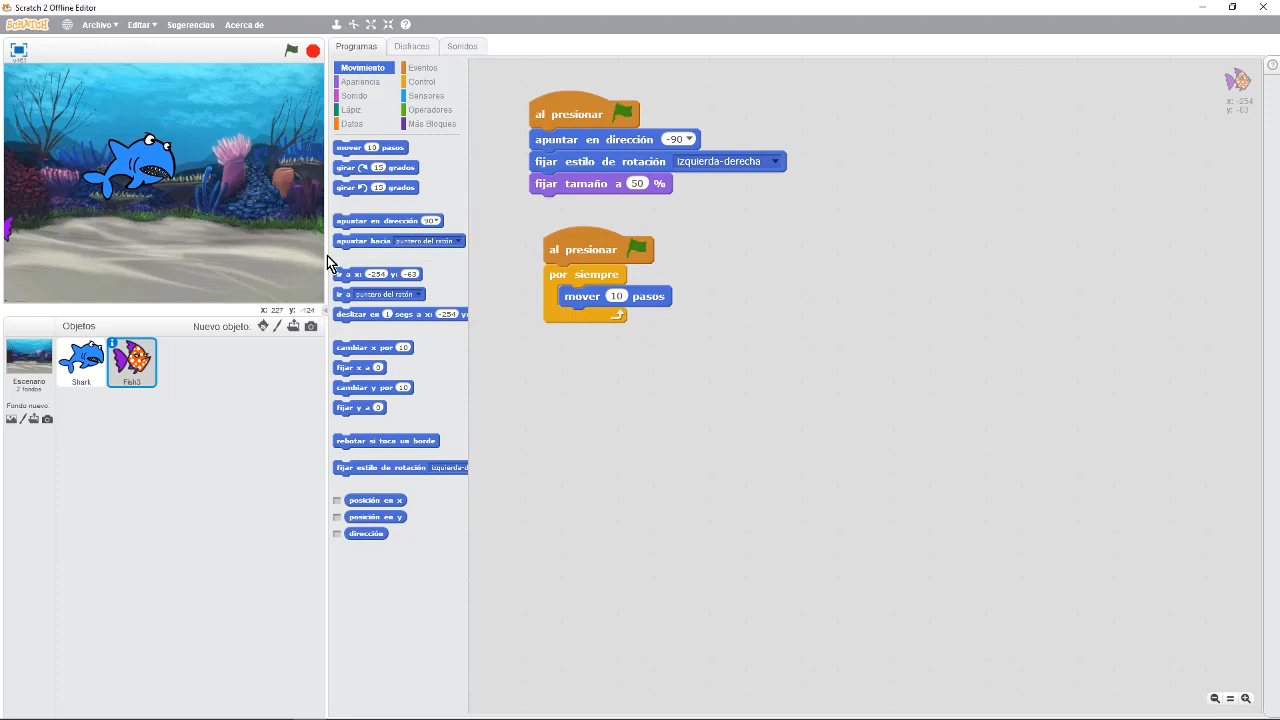 Scratch 2 Offline Editor
SCRATCH Archivo Editar Sugerencias Acerca de
v461
Programas Disfraces Sonidos
Movimiento Eventos
Apariencia Control
Sonido Sensores
Lápiz Operadores
Datos Más Bloques
mover 10 pasos
girar 15 grados
girar 15 grados
apuntar en dirección 90
apuntar hacia puntero del ratón
ir a x: -254 y: -63
ir a puntero del ratón
deslizar en 1 segs a x: -254 y:
cambiar x por 10
fijar x a 0
cambiar y por 10
fijar y a 0
rebotar si toca un borde
fijar estilo de rotación izquierda-d
posición en x
posición en y
dirección
al presionar
apuntar en dirección -90
fijar estilo de rotación izquierda-derecha
fijar tamaño a 50 %
al presionar
por siempre
mover 10 pasos
x: -254
y: -63
x: 227 y: -124
Objetos Nuevo objeto:
Escenario
2 fondos
Shark
Fish3
Fondo nuevo: